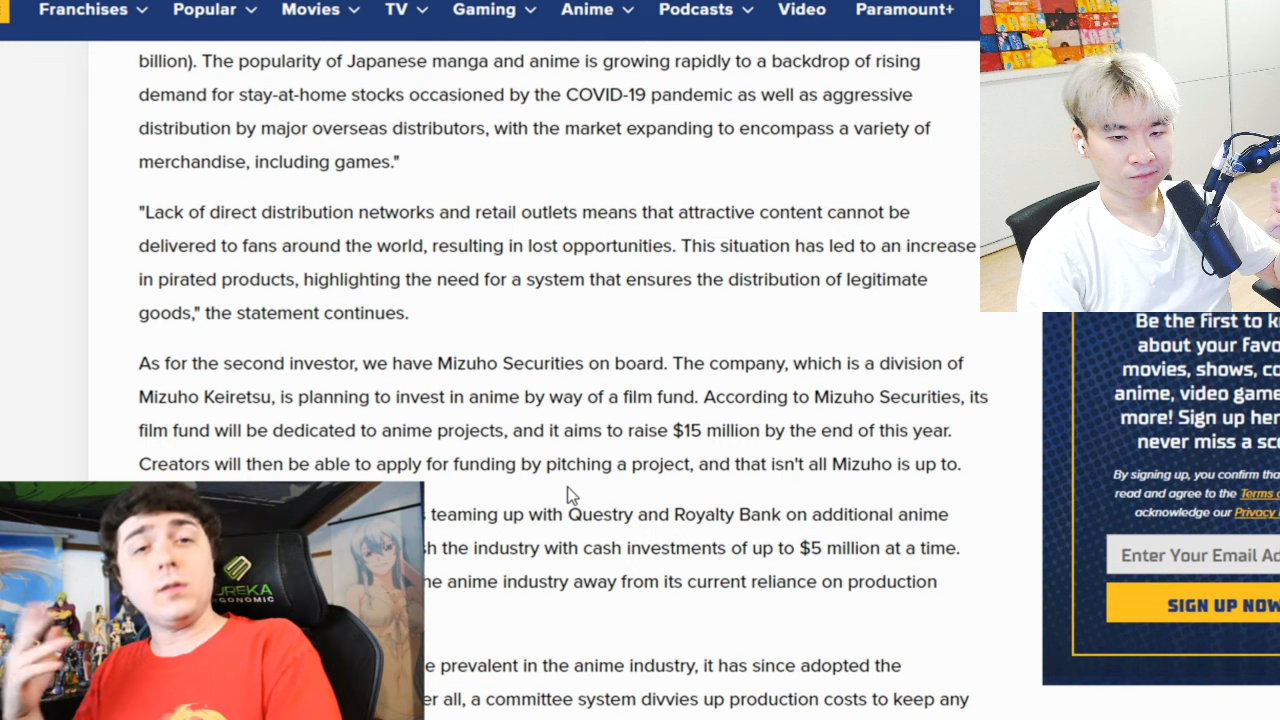 Franchises Popular Movies TV Gaming Anime Podcasts Video Paramount+
billion). The popularity of Japanese manga and anime is growing rapidly to a backdrop of rising
demand for stay-at-home stocks occasioned by the COVID-19 pandemic as well as aggressive
distribution by major overseas distributors, with the market expanding to encompass a variety of
merchandise, including games."
"Lack of direct distribution networks and retail outlets means that attractive content cannot be
delivered to fans around the world, resulting in lost opportunities. This situation has led to an increase
in pirated products, highlighting the need for a system that ensures the distribution of legitimate
goods," the statement continues.
As for the second investor, we have Mizuho Securities on board. The company, which is a division of
Mizuho Keiretsu, is planning to invest in anime by way of a film fund. According to Mizuho Securities, its
film fund will be dedicated to anime projects, and it aims to raise $15 million by the end of this year.
Creators will then be able to apply for funding by pitching a project, and that isn't all Mizuho is up to.
teaming up with Questry and Royalty Bank on additional anime
the industry with cash investments of up to $5 million at a time.
anime industry away from its current reliance on production
prevalent in the anime industry, it has since adopted the
all, a committee system divvies up production costs to keep any
Be the first to
about your
movies, shows,
anime, video
more! Sign up
never miss a
By signing up, you
read and agree to the Terms
acknowledge our Privacy
Enter Your Email
SIGN UP NOW
UREKA
GONOMIC